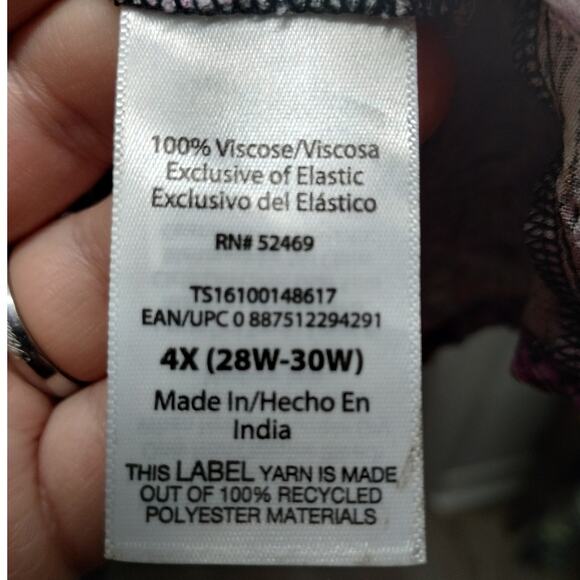 100% Viscose/Viscosa
Exclusive of Elastic
Exclusivo del Elástico
RN# 52469
TS16100148617
EAN/UPC 0 887512294291
4X (28W-30W)
Made In/Hecho En
India
THIS LABEL YARN IS MADE
OUT OF 100% RECYCLED
POLYESTER MATERIALS